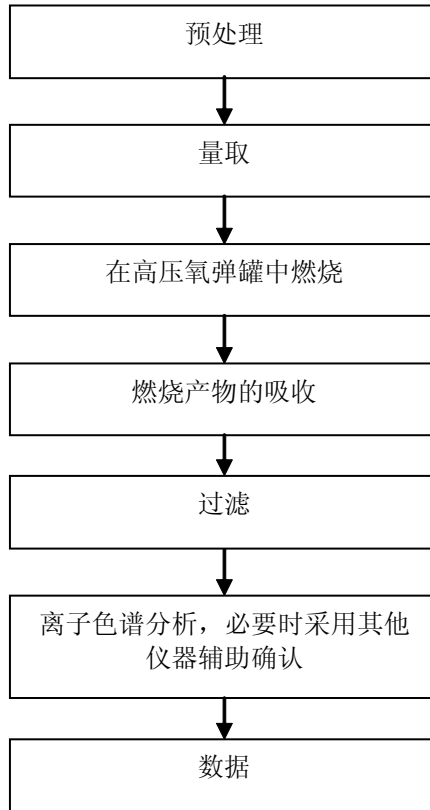 预处理
量取
在高压氧弹罐中燃烧
燃烧产物的吸收
过滤
离子色谱分析，必要时采用其他
仪器辅助确认
数据